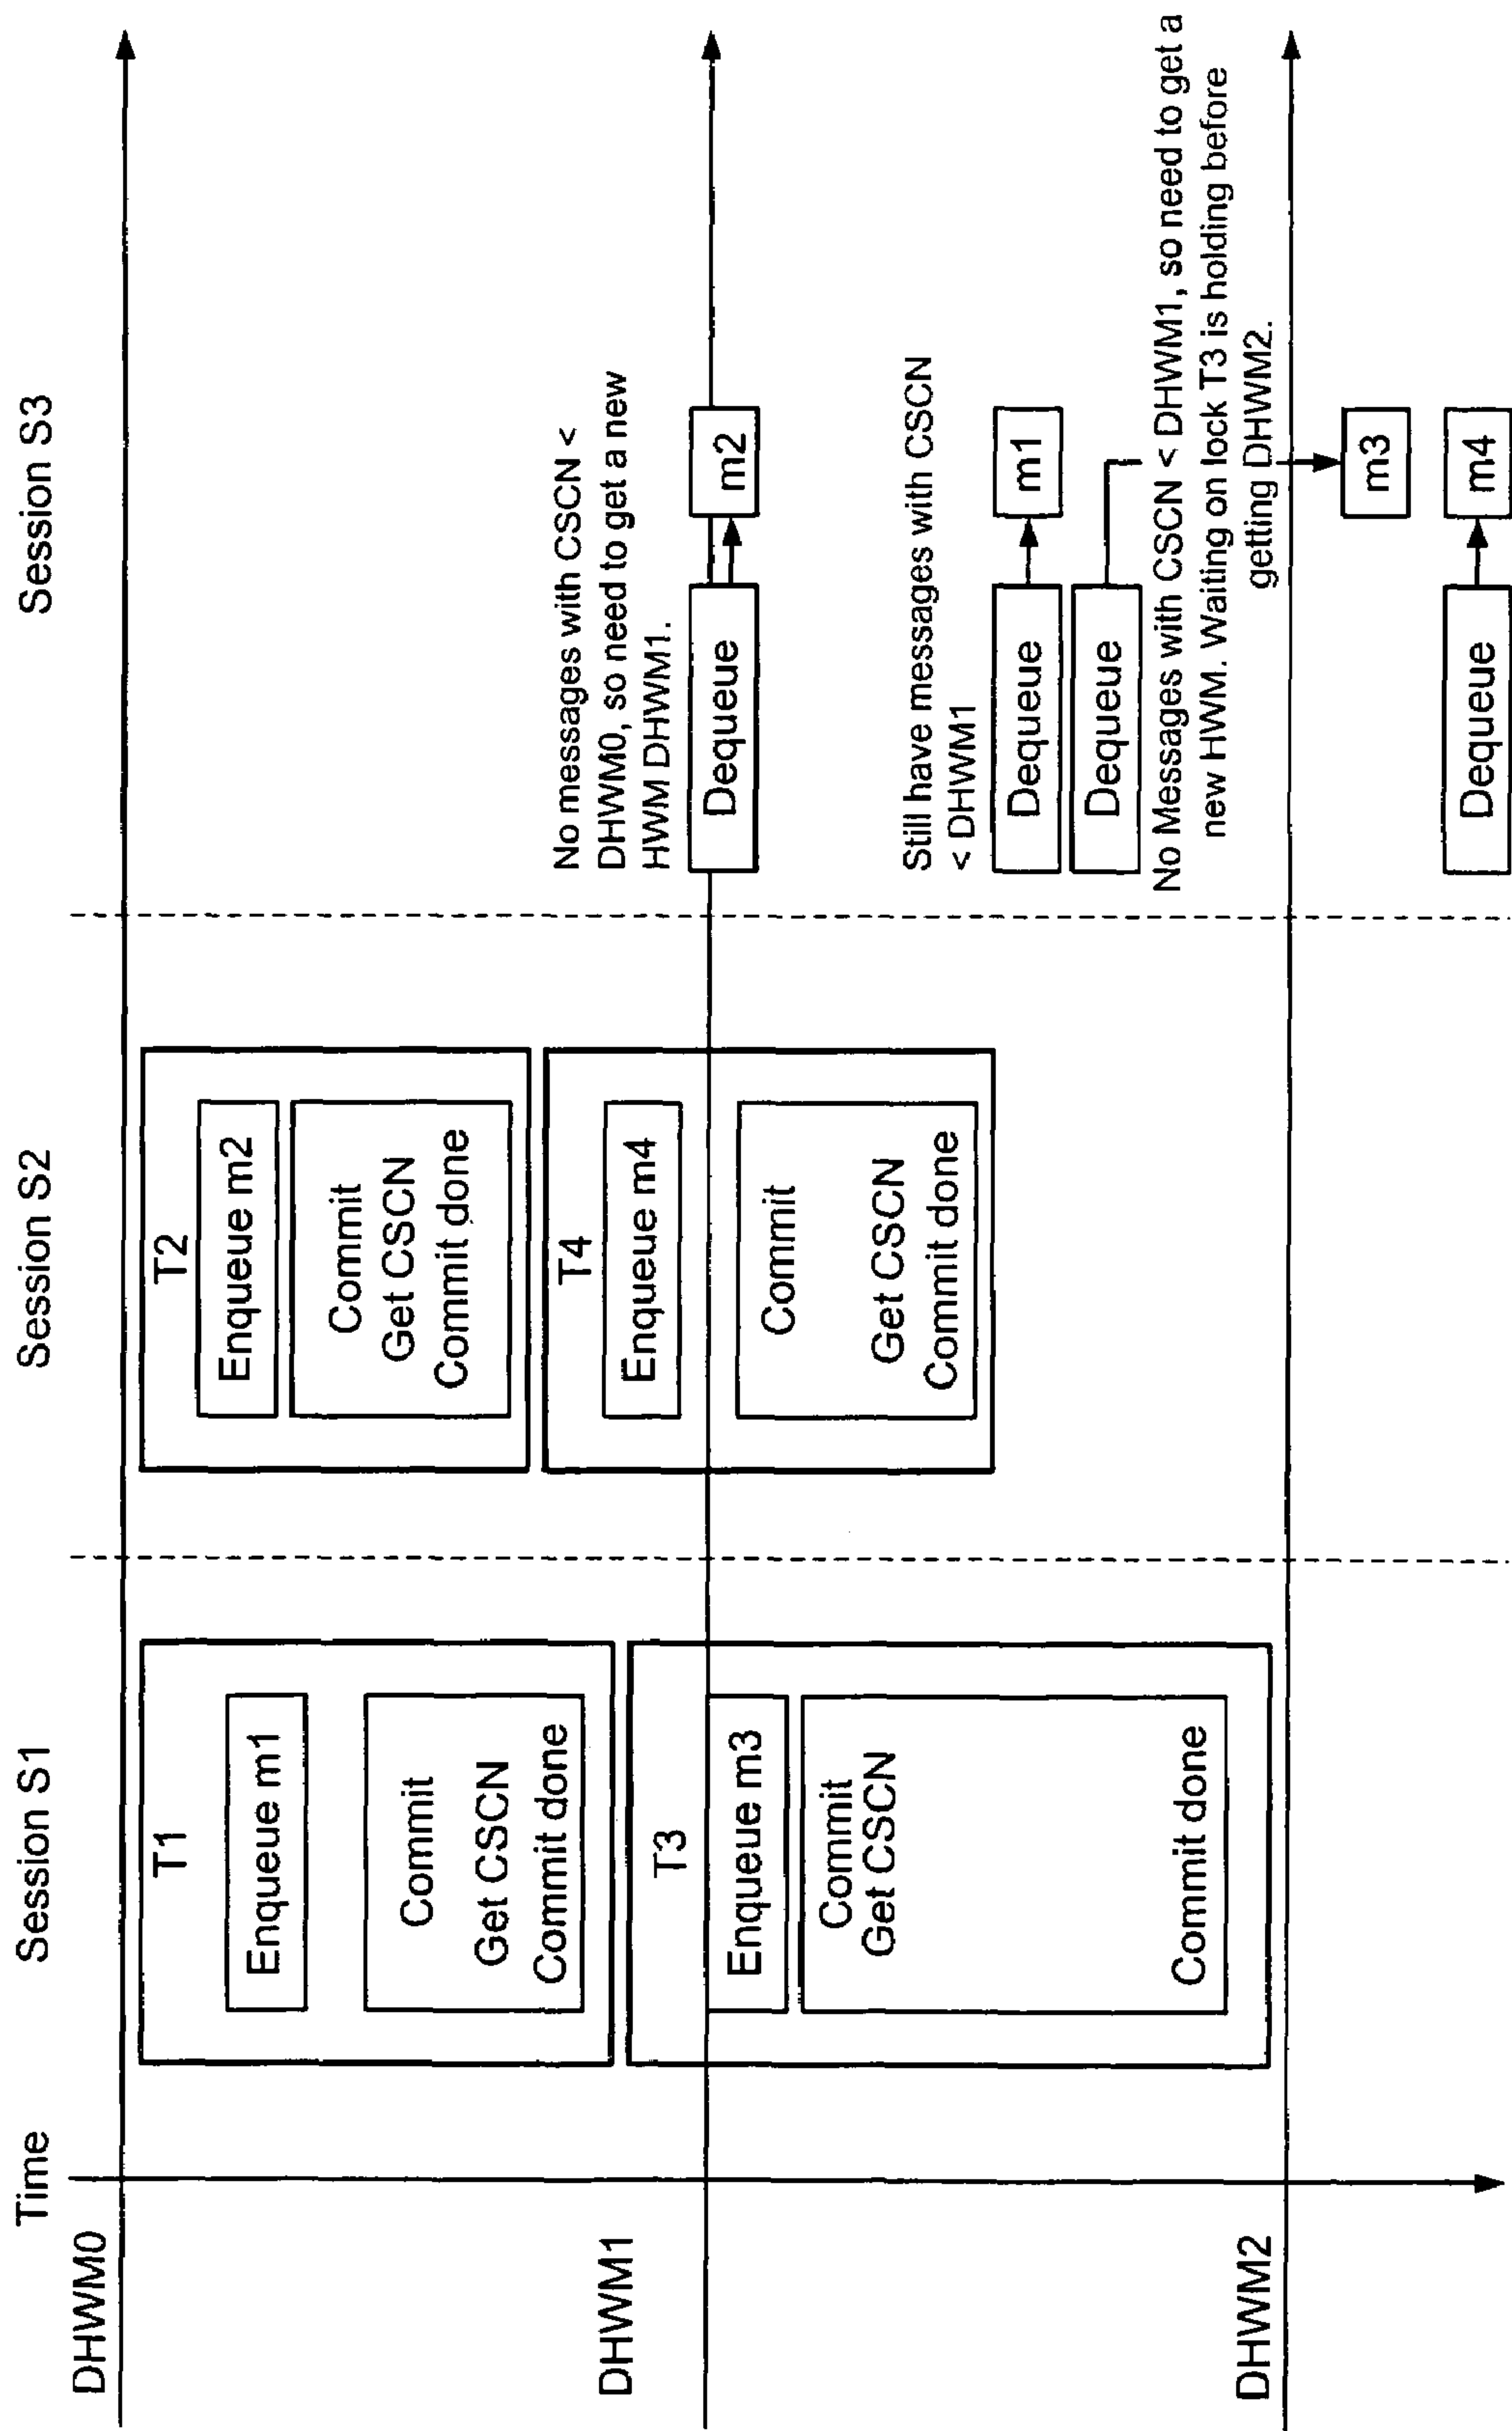 Time
Session S1
Session S2
Session S3
DHWM0
T1
Enqueue m1
Commit
Get CSCN
Commit done
T2
Enqueue m2
Commit
Get CSCN
Commit done
No messages with CSCN <
DHWM0, so need to get a new
HWM DHWM1.
DHWM1
T3
Enqueue m3
Commit
Get CSCN
Commit done
T4
Enqueue m4
Commit
Get CSCN
Commit done
Dequeue
m2
Still have messages with CSCN
< DHWM1
Dequeue
m1
Dequeue
No Messages with CSCN < DHWM1, so need to get a
new HWM. Waiting on lock T3 is holding before
getting DHWM2.
DHWM2
m3
Dequeue
m4